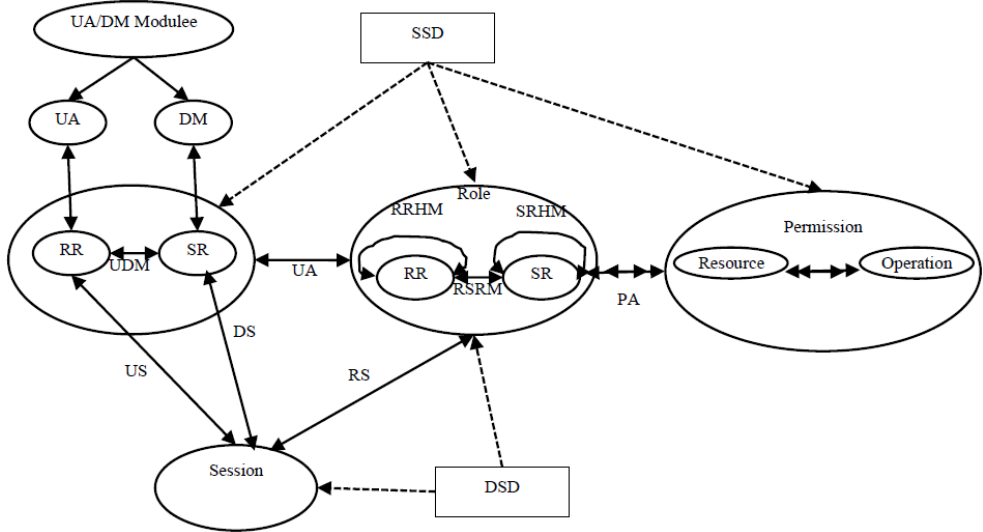 UA/DM Modulee
SSD
UA
DM
Role
RRHM
SRHM
Permission
RR
SR
UDM
UA
RR
SR
RSRM
Resource
Operation
PA
DS
US
RS
Session
DSD